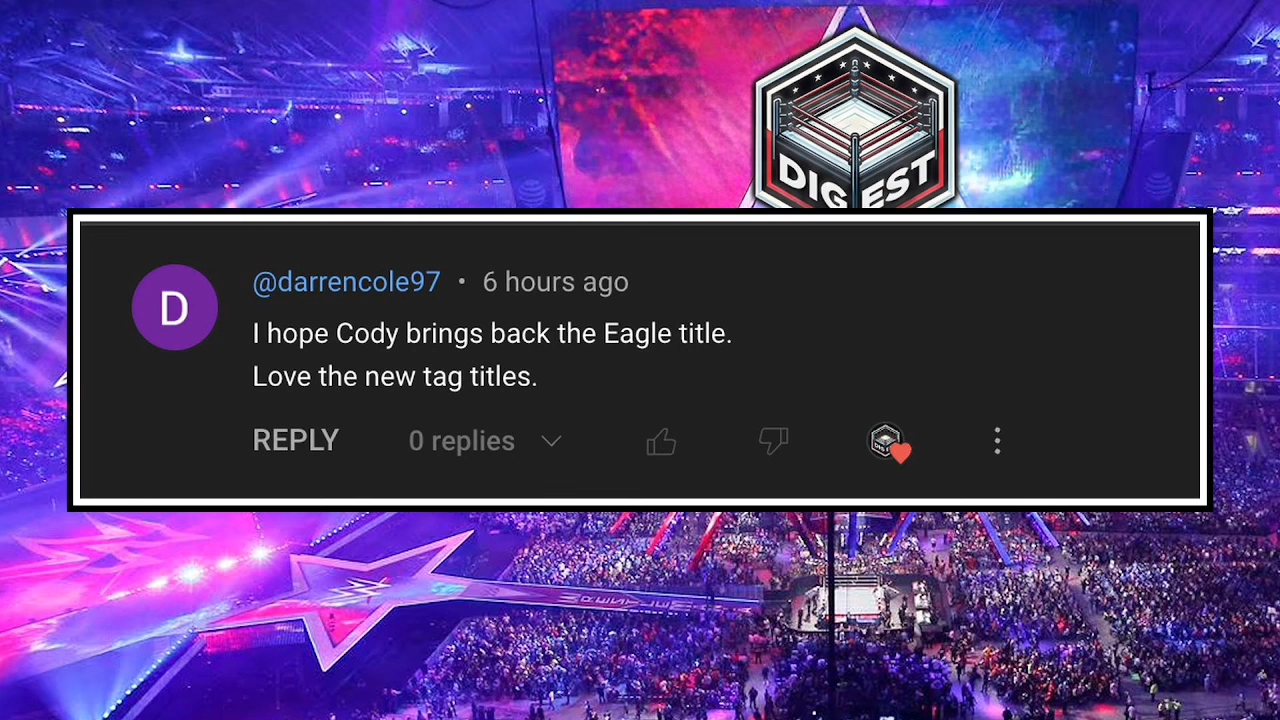 DIGEST
D
@darrencole97 • 6 hours ago
I hope Cody brings back the Eagle title.
Love the new tag titles.
REPLY 0 replies